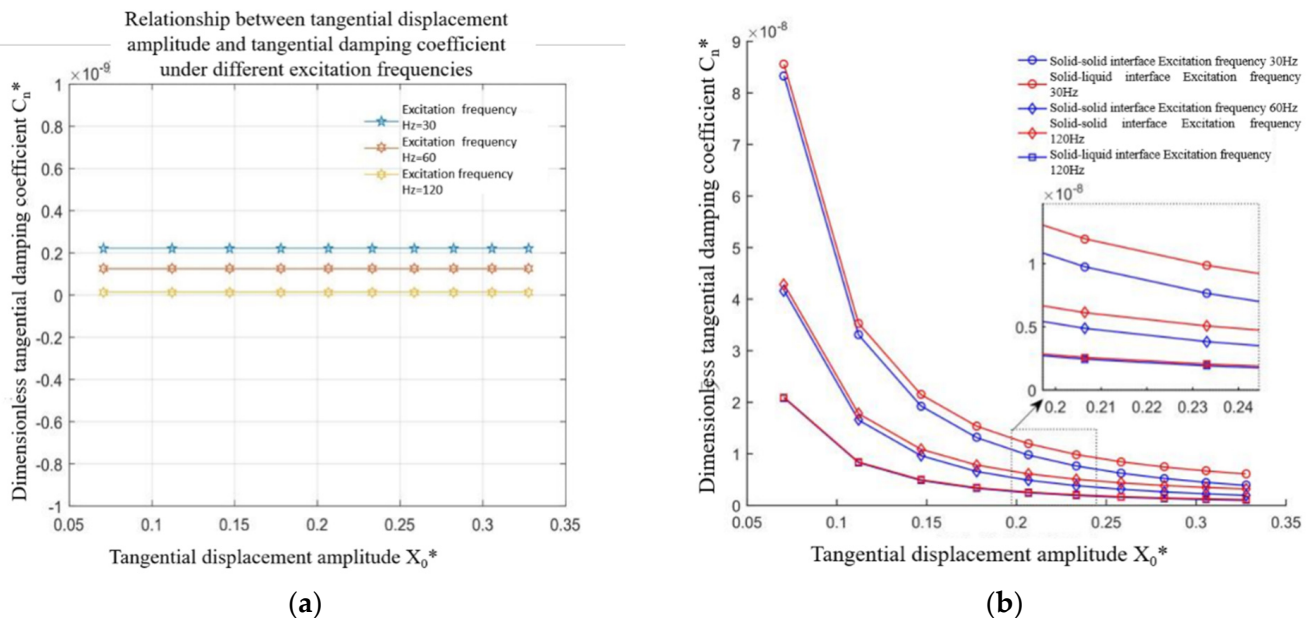 Relationship between tangential displacement
amplitude and tangential damping coefficient
under different excitation frequencies
×10^-9
Dimensionless tangential damping coefficient C_n*
1
0.8
0.6
0.4
0.2
0
-0.2
-0.4
-0.6
-0.8
-1
0.05
0.1
0.15
0.2
0.25
0.3
0.35
Excitation frequency
Hz=30
Excitation frequency
Hz=60
Excitation frequency
Hz=120
Tangential displacement amplitude X_0*
(a)
×10^-8
Dimensionless tangential damping coefficient C_n*
9
8
7
6
5
4
3
2
1
0
0.05
0.1
0.15
0.2
0.25
0.3
0.35
Solid-solid interface Excitation frequency 30Hz
Solid-liquid interface Excitation frequency
30Hz
Solid-solid interface Excitation frequency 60Hz
Solid-solid interface Excitation frequency
120Hz
Solid-liquid interface Excitation frequency
120Hz
×10^-8
1
0.5
0
0.2
0.21
0.22
0.23
0.24
Tangential displacement amplitude X_0*
(b)